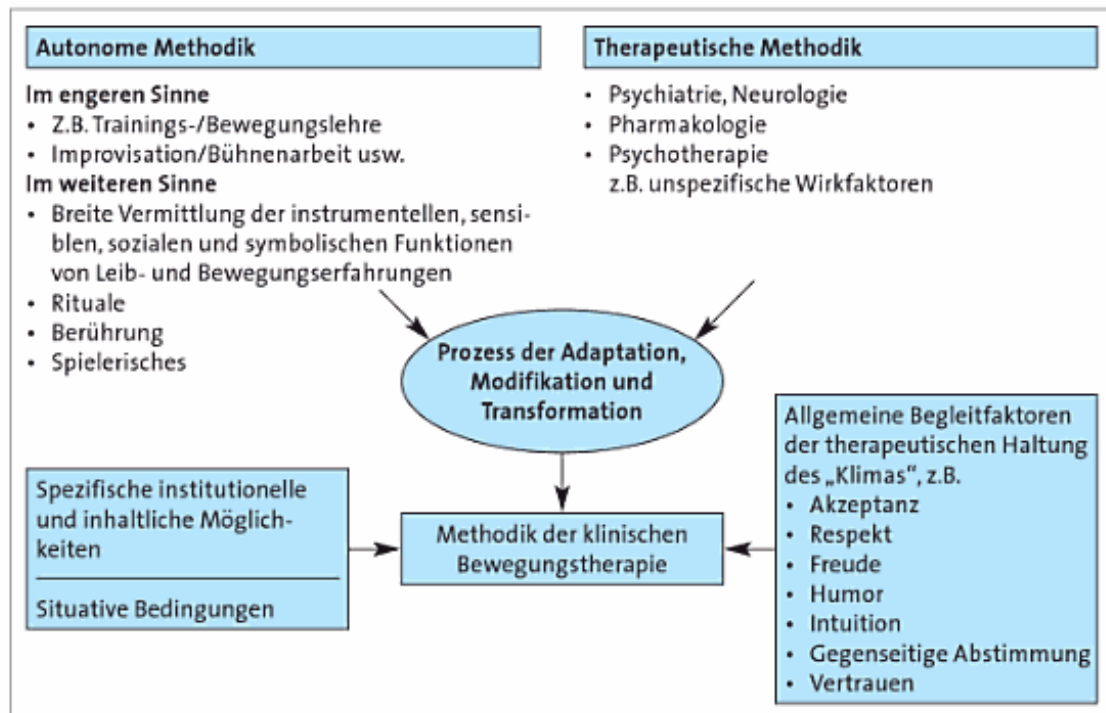 Autonome Methodik
Im engeren Sinne
• Z.B. Trainings-/Bewegungslehre
• Improvisation/Bühnenarbeit usw.
Im weiteren Sinne
• Breite Vermittlung der instrumentellen, sensi-
blen, sozialen und symbolischen Funktionen
von Leib- und Bewegungserfahrungen
• Rituale
• Berührung
• Spielerisches
Therapeutische Methodik
• Psychiatrie, Neurologie
• Pharmakologie
• Psychotherapie
z.B. unspezifische Wirkfaktoren
Prozess der Adaptation,
Modifikation und
Transformation
Spezifische institutionelle
und inhaltliche Möglich-
keiten
Situative Bedingungen
Methodik der klinischen
Bewegungstherapie
Allgemeine Begleitfaktoren
der therapeutischen Haltung
des „Klimas“, z.B.
• Akzeptanz
• Respekt
• Freude
• Humor
• Intuition
• Gegenseitige Abstimmung
• Vertrauen